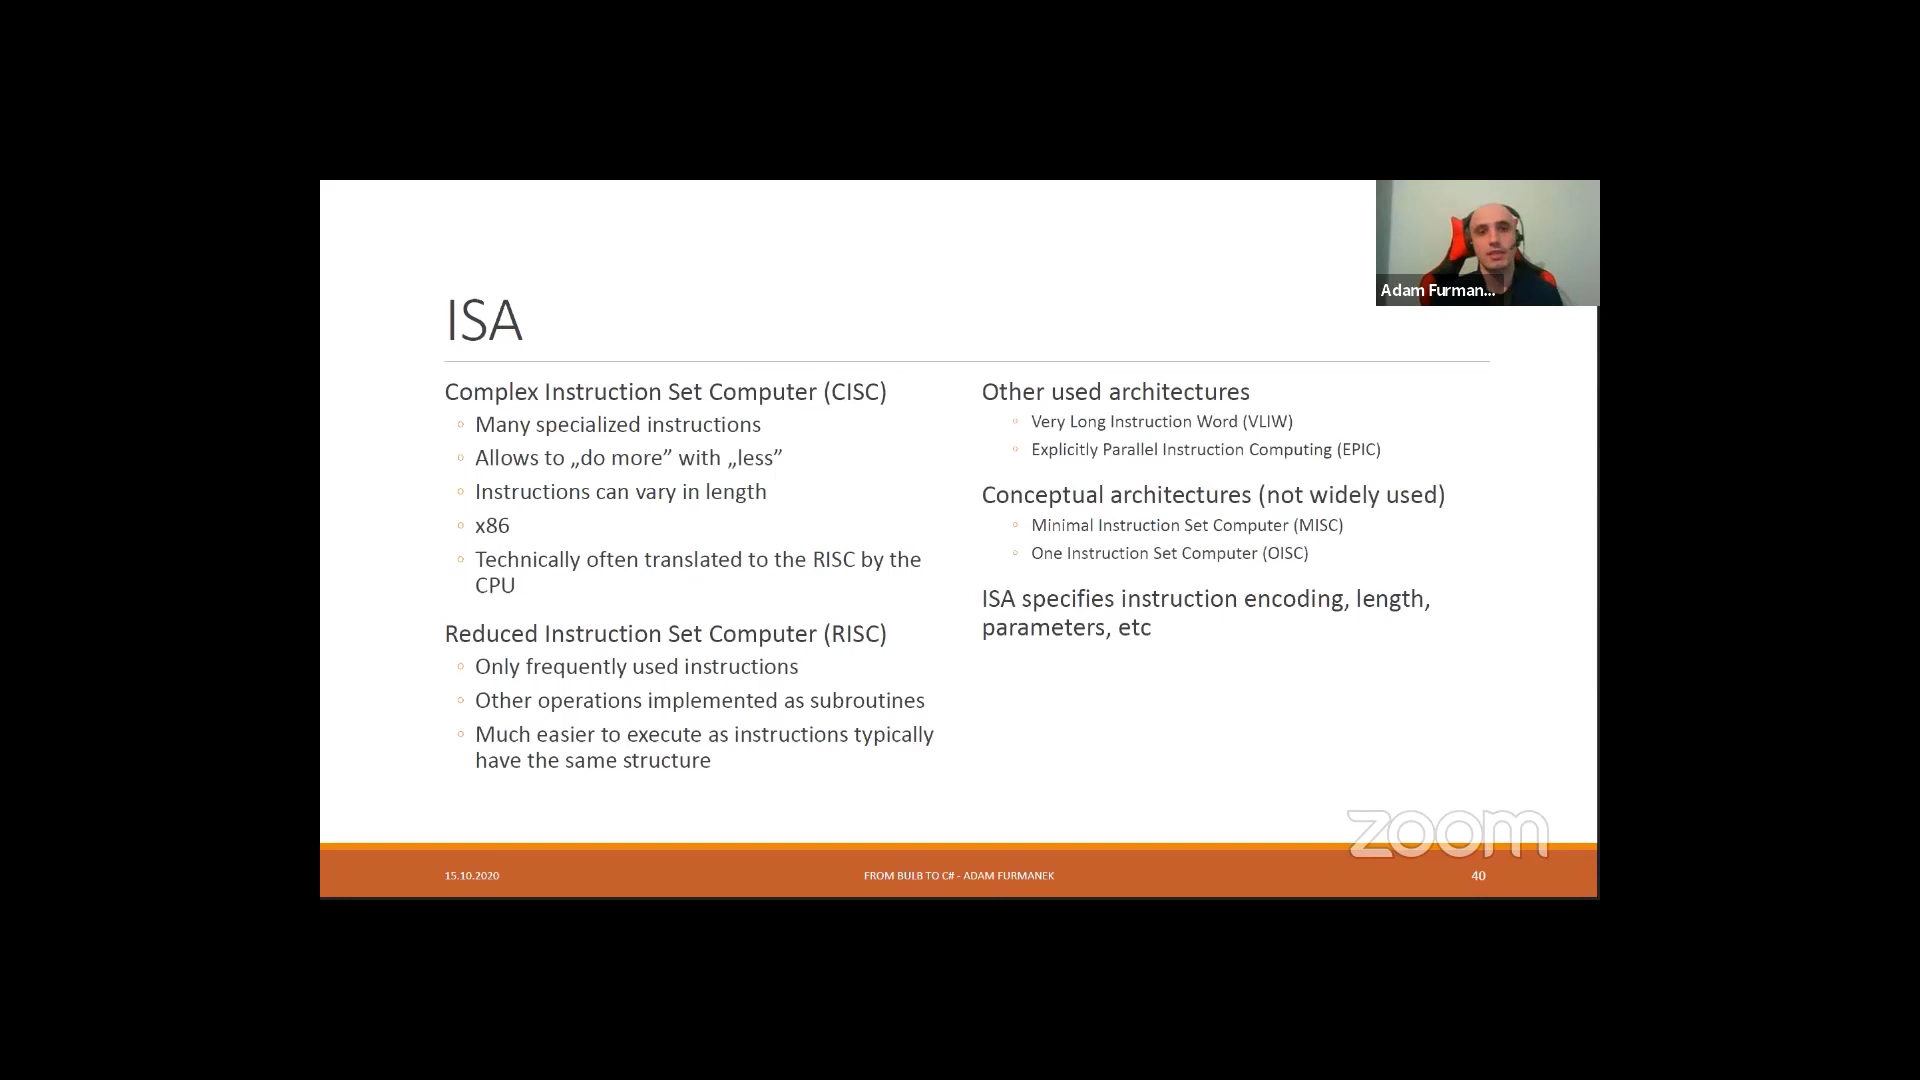 Adam Furman...
ISA
Complex Instruction Set Computer (CISC)
◦ Many specialized instructions
◦ Allows to „do more” with „less”
◦ Instructions can vary in length
◦ x86
◦ Technically often translated to the RISC by the
CPU
Reduced Instruction Set Computer (RISC)
◦ Only frequently used instructions
◦ Other operations implemented as subroutines
◦ Much easier to execute as instructions typically
have the same structure
Other used architectures
◦ Very Long Instruction Word (VLIW)
◦ Explicitly Parallel Instruction Computing (EPIC)
Conceptual architectures (not widely used)
◦ Minimal Instruction Set Computer (MISC)
◦ One Instruction Set Computer (OISC)
ISA specifies instruction encoding, length,
parameters, etc
zoom
15.10.2020
FROM BULB TO C# - ADAM FURMANEK
40